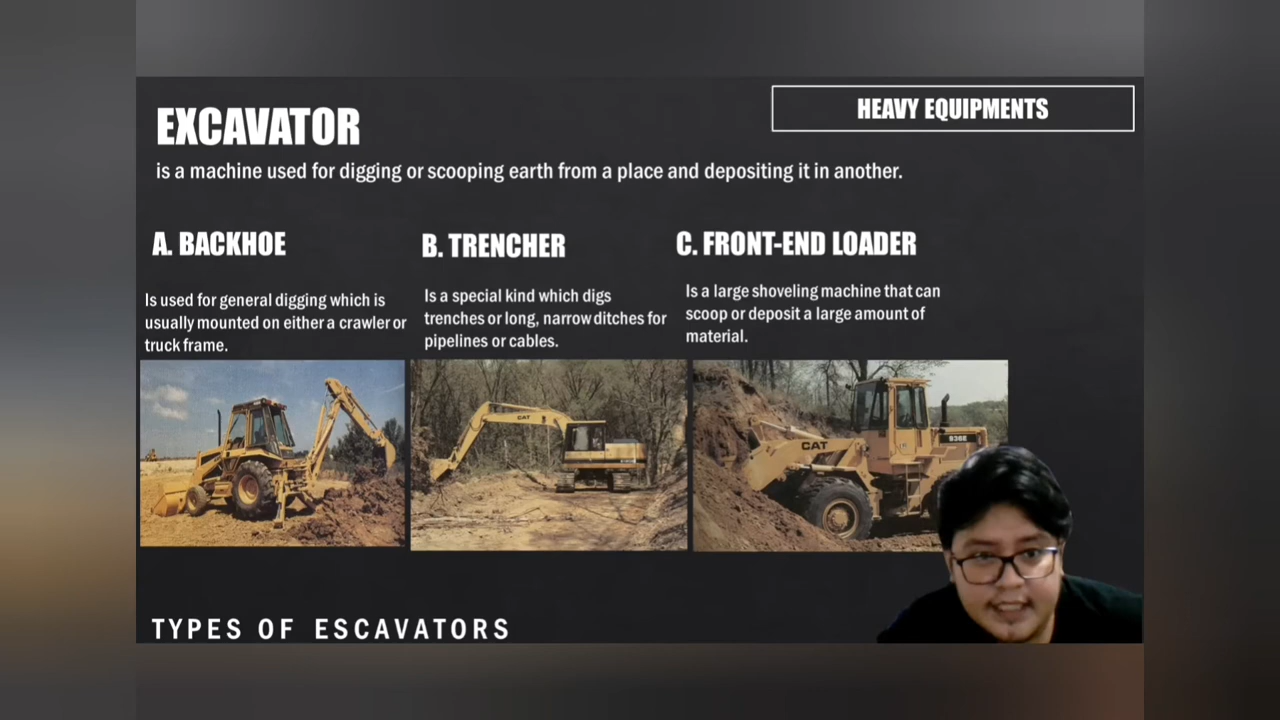 HEAVY EQUIPMENTS
EXCAVATOR
is a machine used for digging or scooping earth from a place and depositing it in another.
A. BACKHOE
Is used for general digging which is
usually mounted on either a crawler or
truck frame.
B. TRENCHER
Is a special kind which digs
trenches or long, narrow ditches for
pipelines or cables.
C. FRONT-END LOADER
Is a large shoveling machine that can
scoop or deposit a large amount of
material.
CAT
CAT
936E
TYPES OF ESCAVATORS